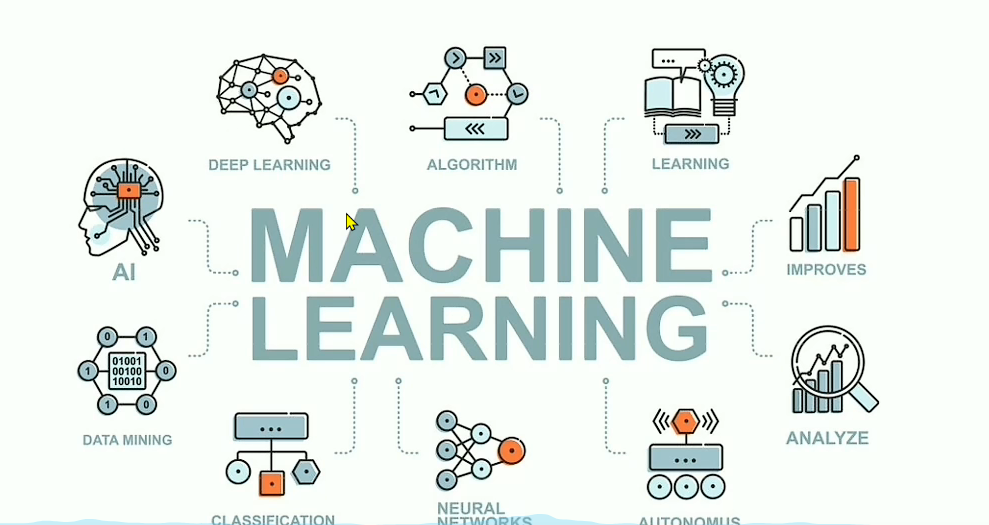 DEEP LEARNING
ALGORITHM
LEARNING
AI
MACHINE
LEARNING
IMPROVES
0 1
1 01001 0
00100
10010
1 0
DATA MINING
ANALYZE
CLASSIFICATION
NEURAL
NETWORKS
AUTONOMUS